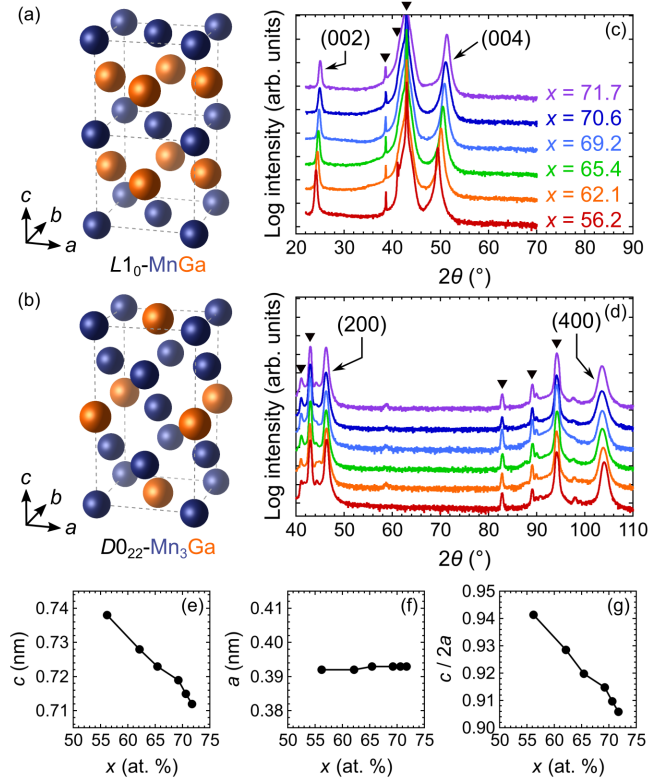 (a)
c
b
a
L1₀-MnGa
(b)
c
b
a
D0₂₂-Mn₃Ga
(c)
Log intensity (arb. units)
(002)
(004)
x = 71.7
x = 70.6
x = 69.2
x = 65.4
x = 62.1
x = 56.2
20 30 40 50 60 70 80 90
2θ (°)
(d)
Log intensity (arb. units)
(200)
(400)
40 50 60 70 80 90 100 110
2θ (°)
(e)
c (nm)
0.74
0.73
0.72
0.71
50 55 60 65 70 75
x (at. %)
(f)
a (nm)
0.41
0.40
0.39
0.38
50 55 60 65 70 75
x (at. %)
(g)
c / 2a
0.95
0.94
0.93
0.92
0.91
0.90
50 55 60 65 70 75
x (at. %)